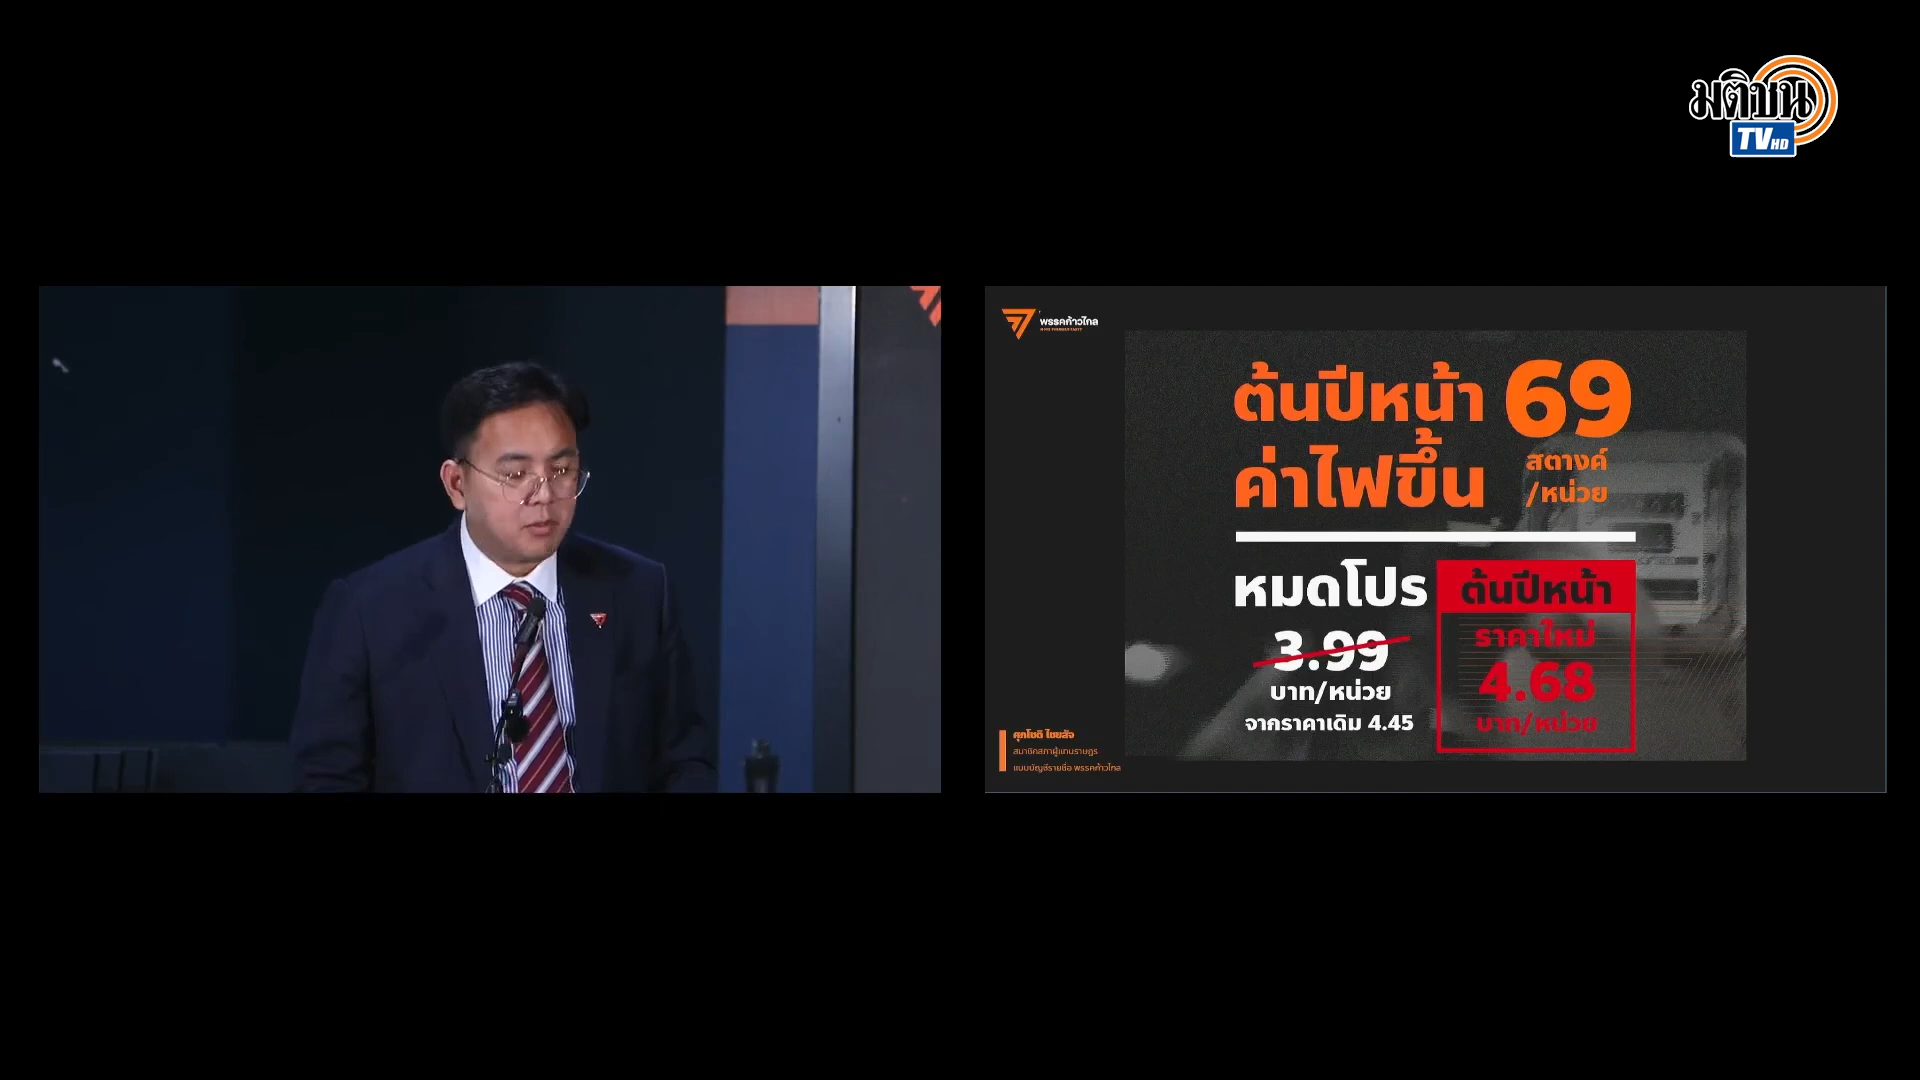 มติชน
TV HD
พรรคก้าวไกล
MOVE FORWARD PARTY
ต้นปีหน้า 69
ค่าไฟขึ้น สตางค์
/หน่วย
หมดโปร
3.99
บาท/หน่วย
จากราคาเดิม 4.45
ต้นปีหน้า
ราคาใหม่
4.68
บาท/หน่วย
ศุภโชติ ไชยสัจ
สมาชิกสภาผู้แทนราษฎร
แบบบัญชีรายชื่อ พรรคก้าวไกล